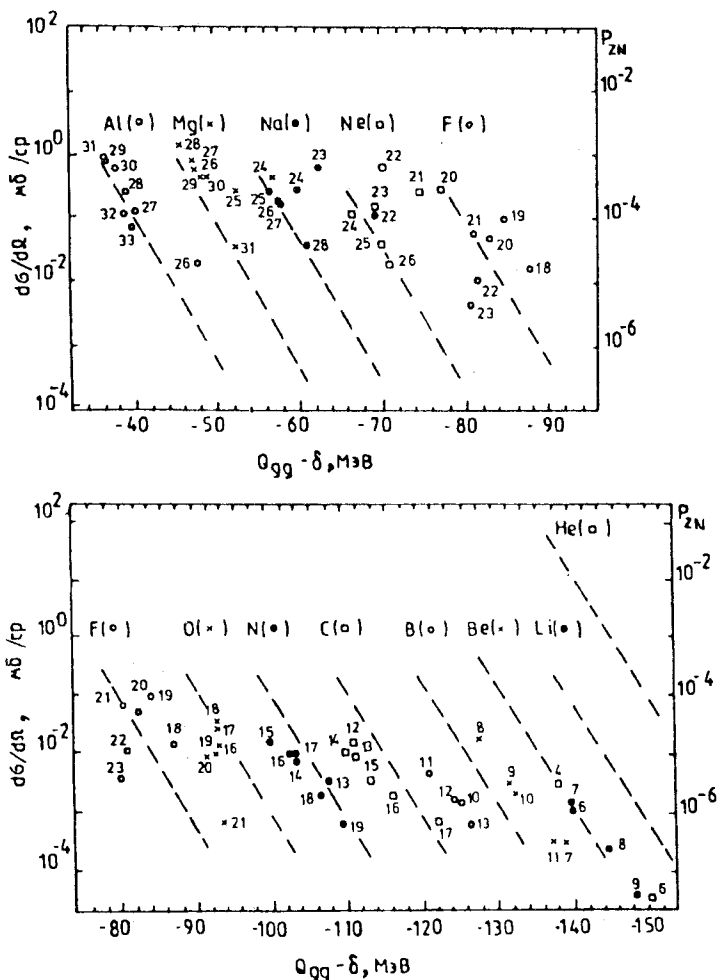 10²
P_ZN
10⁻²
dσ/dΩ, мб/ср
Al(○) Mg(×) Na(●) Ne(□) F(○)
31 29 30 28 27 32 33 26
28 27 26 29 30 25 31
24 23 24 25 26 27 22 28
22 23 24 21 25 26
20 21 19 20 18 22 23
10⁰
10⁻⁴
10⁻²
10⁻⁶
10⁻⁴
-40 -50 -60 -70 -80 -90
Q_gg - δ, МэВ
10²
P_ZN
He(□)
10⁻²
dσ/dΩ, мб/ср
10⁰
F(○) O(×) N(●) C(□) B(○) Be(×) Li(●)
10⁻⁴
21 20 19 22 18 23
18 17 19 16 20 21
15 17 16 14 13 18 19
14 12 13 15 16 17
11 12 10 13
8 9 10 11 7
4 7 6 8 9 6
10⁻²
10⁻⁶
10⁻⁴
-80 -90 -100 -110 -120 -130 -140 -150
Q_gg - δ, МэВ